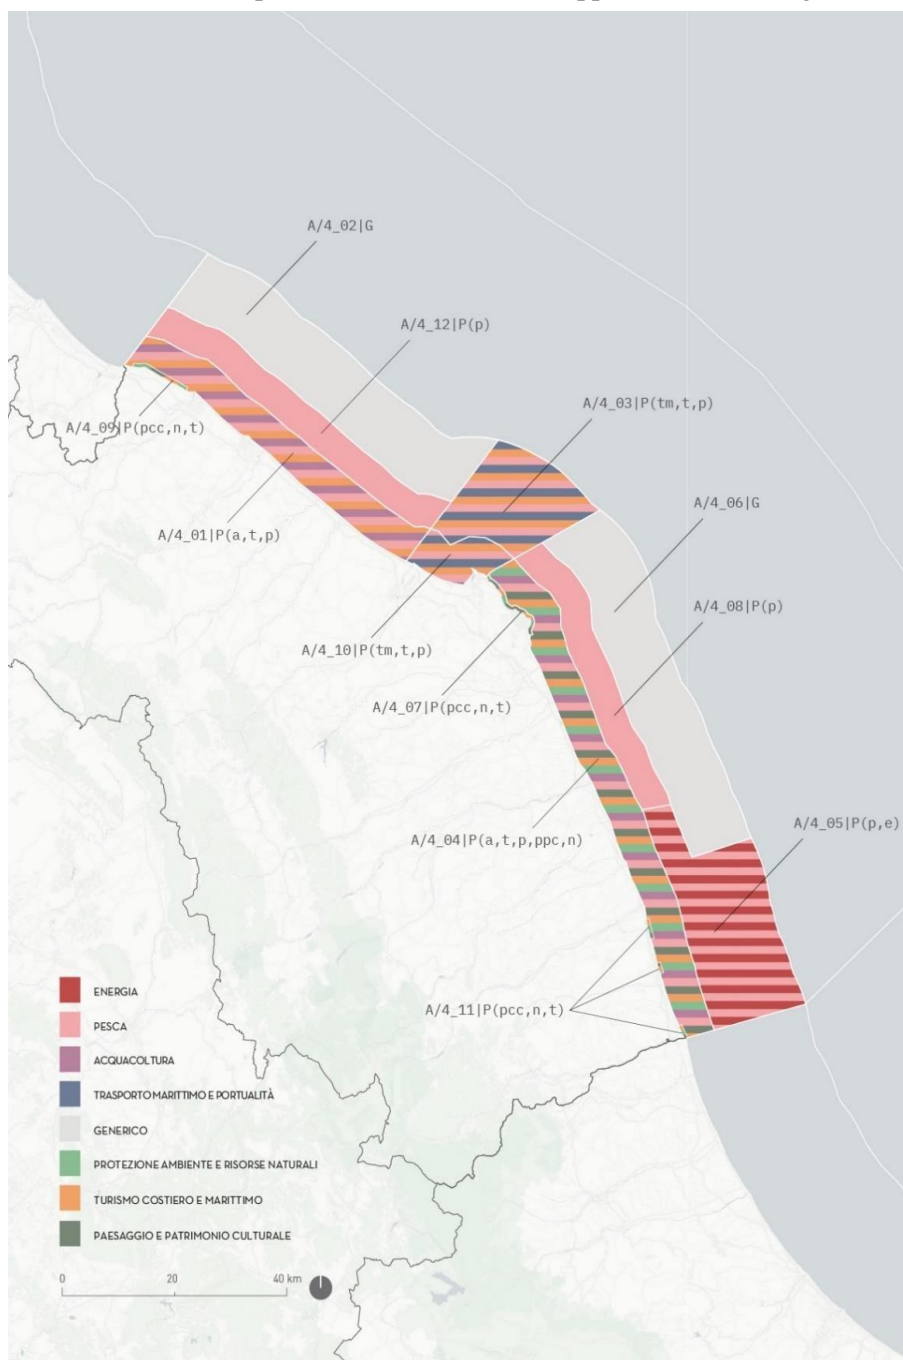 A/4_02|G
A/4_12|P(p)
A/4_03|P(tm,t,p)
A/4_09|P(pcc,n,t)
A/4_06|G
A/4_01|P(a,t,p)
A/4_08|P(p)
A/4_10|P(tm,t,p)
A/4_07|P(pcc,n,t)
A/4_05|P(p,e)
A/4_04|P(a,t,p,ppc,n)
A/4_11|P(pcc,n,t)
ENERGIA
PESCA
ACQUACOLTURA
TRASPORTO MARITTIMO E PORTUALITÀ
GENERICO
PROTEZIONE AMBIENTE E RISORSE NATURALI
TURISMO COSTIERO E MARITTIMO
PAESAGGIO E PATRIMONIO CULTURALE
0 20 40 km